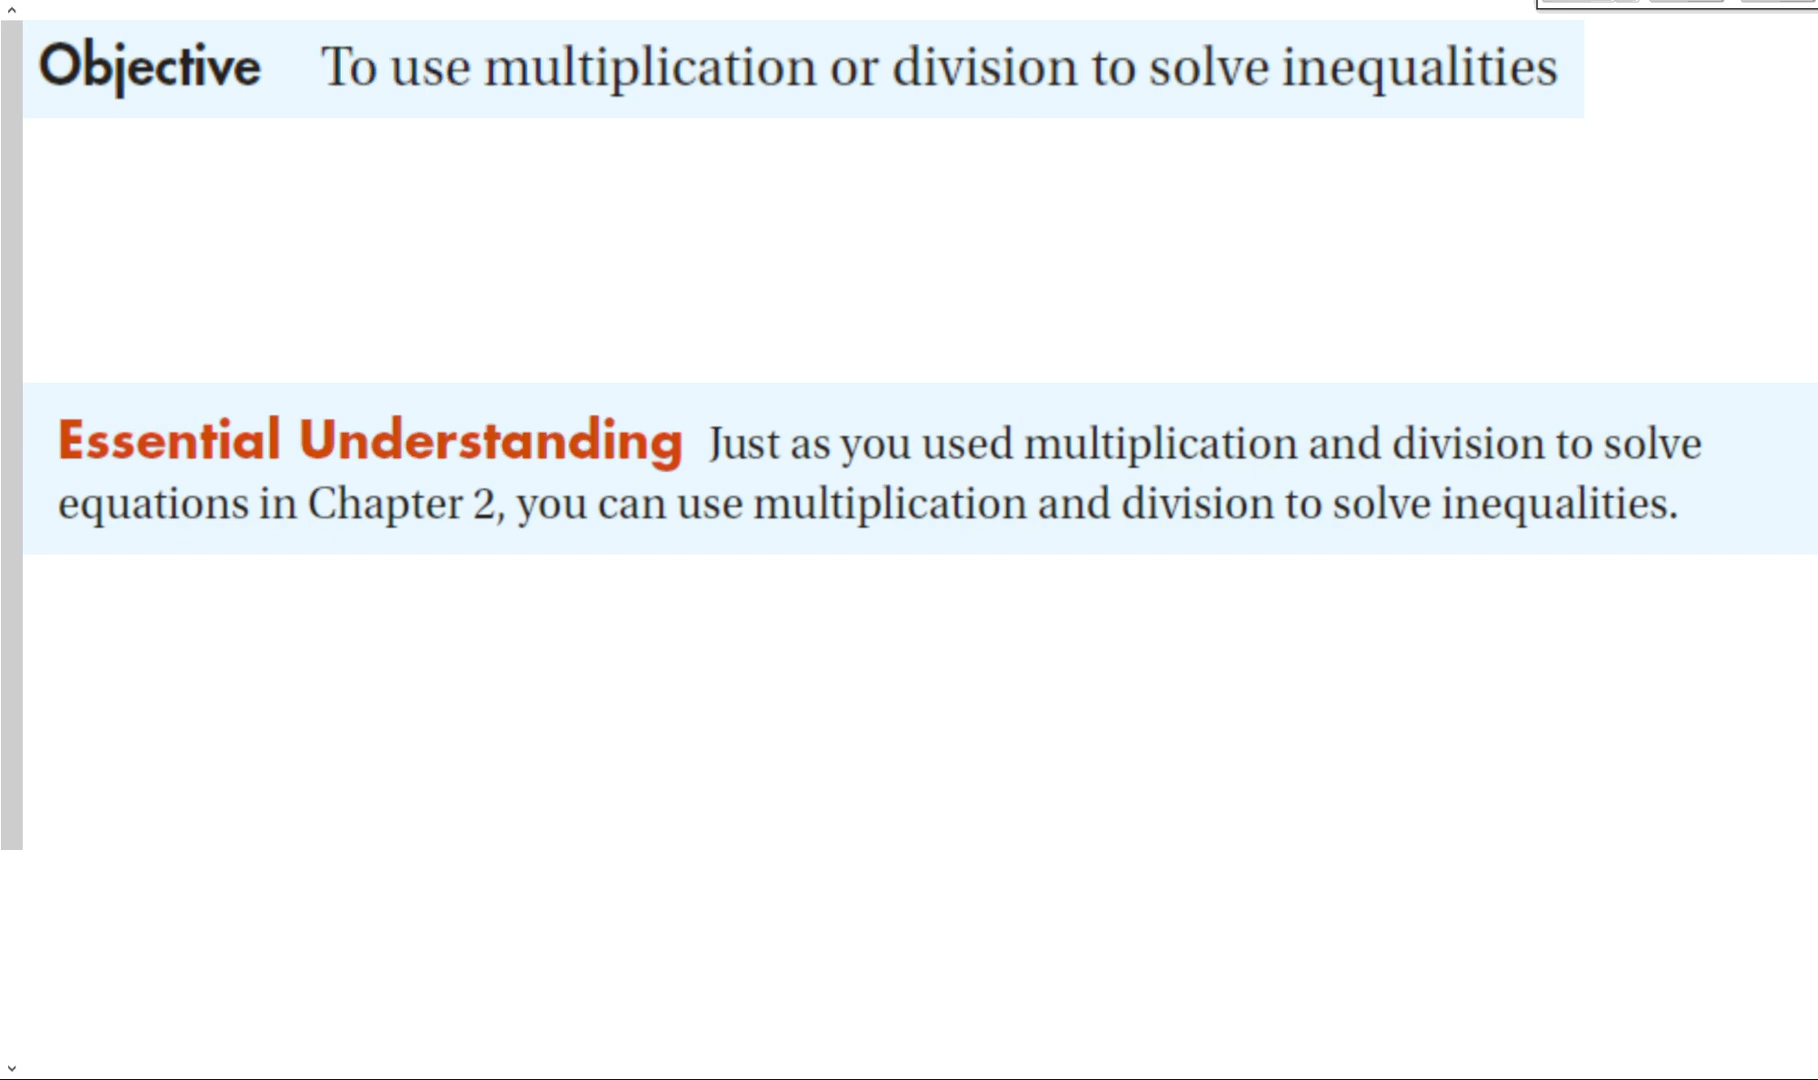 Objective To use multiplication or division to solve inequalities
Essential Understanding Just as you used multiplication and division to solve
equations in Chapter 2, you can use multiplication and division to solve inequalities.